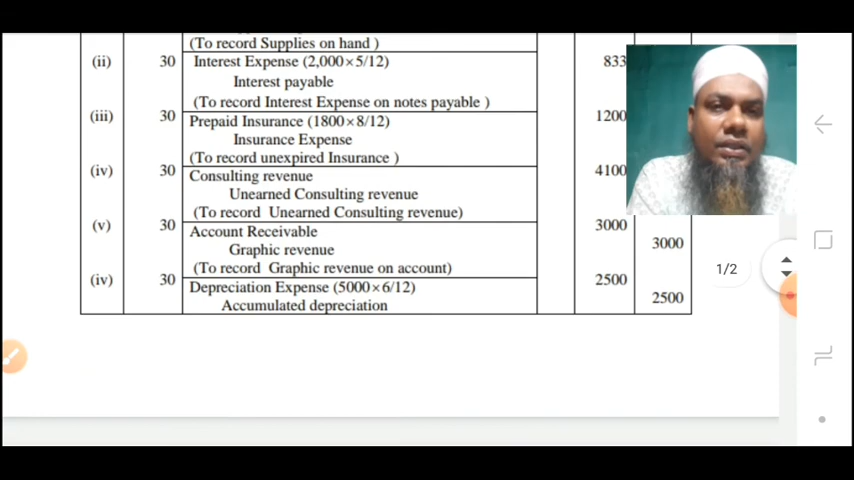 (To record Supplies on hand )
(ii) 30 Interest Expense (2,000×5/12) 833
Interest payable
(To record Interest Expense on notes payable )
(iii) 30 Prepaid Insurance (1800×8/12) 1200
Insurance Expense
(To record unexpired Insurance )
(iv) 30 Consulting revenue 4100
Unearned Consulting revenue
(To record Unearned Consulting revenue)
(v) 30 Account Receivable 3000
Graphic revenue 3000
(To record Graphic revenue on account)
(iv) 30 Depreciation Expense (5000×6/12) 2500
Accumulated depreciation 2500
1/2